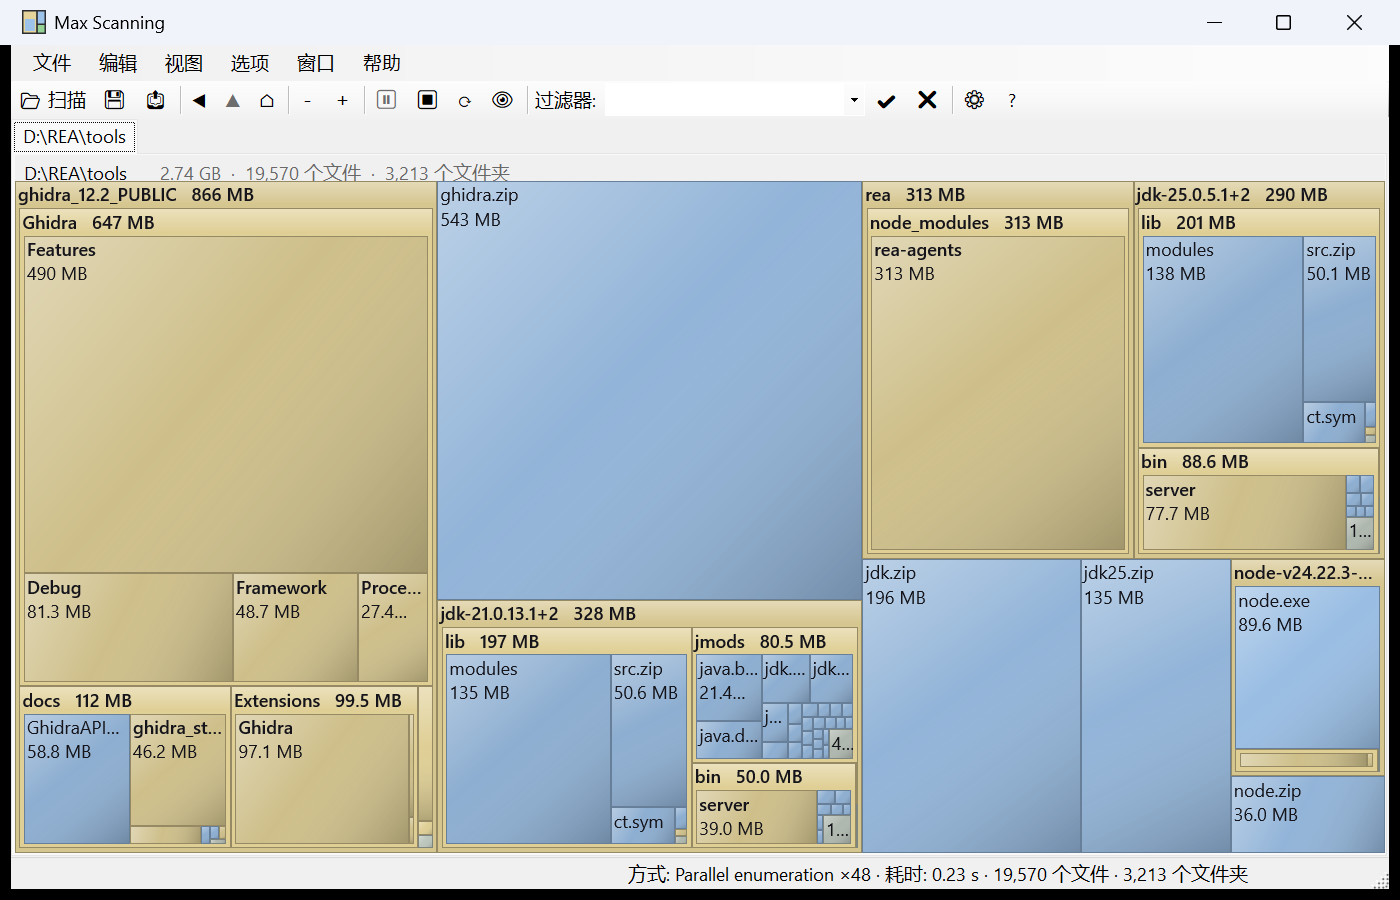 Max Scanning
文件 编辑 视图 选项 窗口 帮助
扫描 - + 过滤器: ?
D:\REA\tools
D:\REA\tools 2.74 GB · 19,570 个文件 · 3,213 个文件夹
ghidra_12.2_PUBLIC 866 MB
Ghidra 647 MB
Features
490 MB
Debug
81.3 MB
Framework
48.7 MB
Proce...
27.4...
docs 112 MB
GhidraAPI...
58.8 MB
ghidra_st...
46.2 MB
Extensions 99.5 MB
Ghidra
97.1 MB
ghidra.zip
543 MB
jdk-21.0.13.1+2 328 MB
lib 197 MB
modules
135 MB
src.zip
50.6 MB
ct.sym
jmods 80.5 MB
java.b...
21.4...
jdk....
jdk...
j...
java.d...
4...
bin 50.0 MB
server
39.0 MB
1...
rea 313 MB
node_modules 313 MB
rea-agents
313 MB
jdk-25.0.5.1+2 290 MB
lib 201 MB
modules
138 MB
src.zip
50.1 MB
ct.sym
bin 88.6 MB
server
77.7 MB
1...
jdk.zip
196 MB
jdk25.zip
135 MB
node-v24.22.3-...
node.exe
89.6 MB
node.zip
36.0 MB
方式: Parallel enumeration ×48 · 耗时: 0.23 s · 19,570 个文件 · 3,213 个文件夹